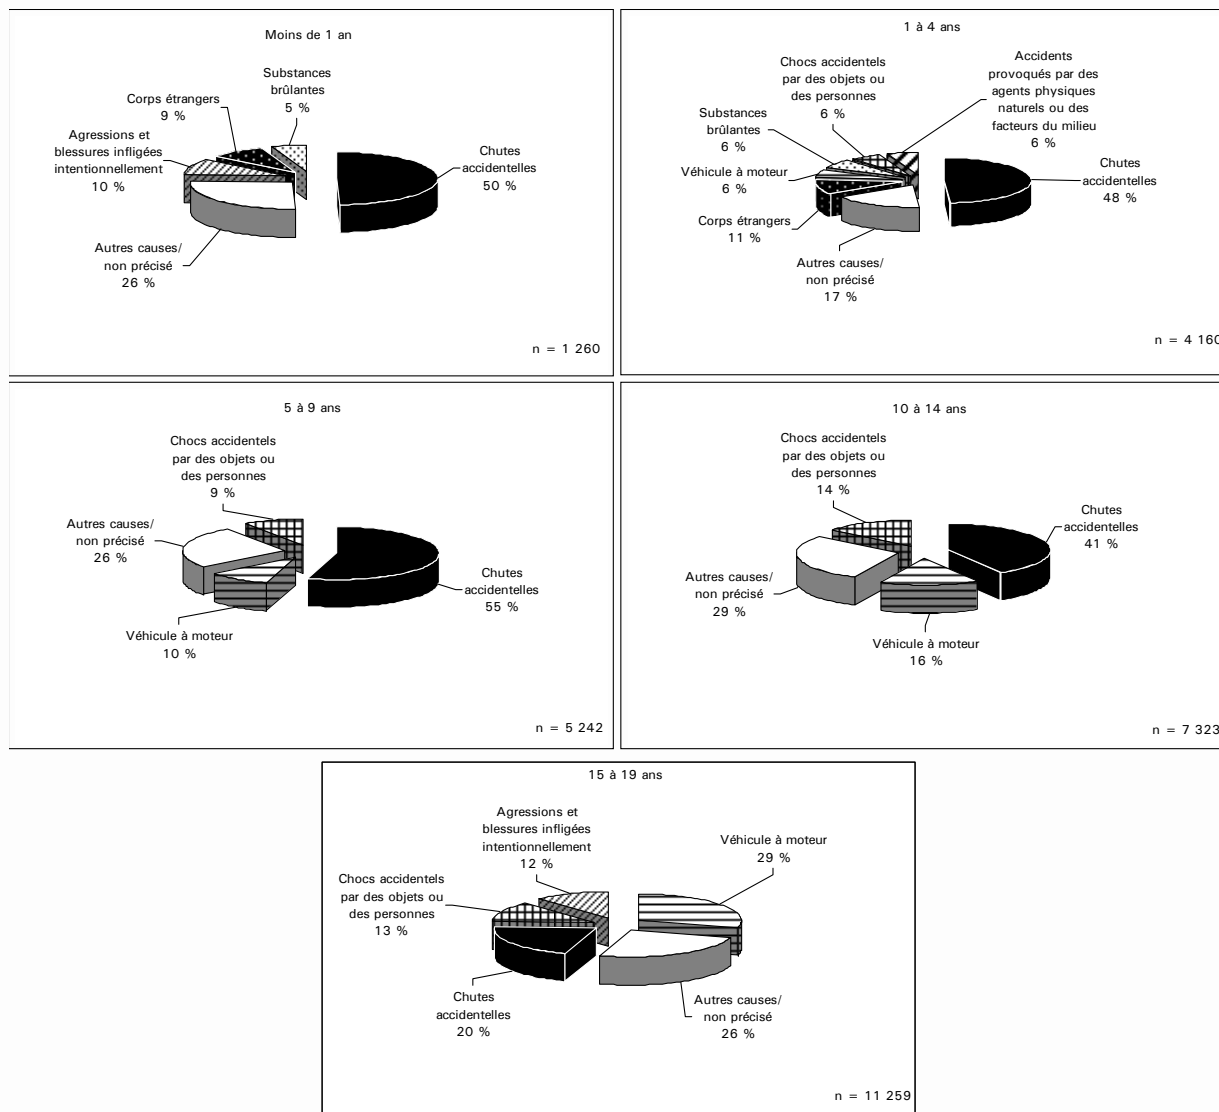 Moins de 1 an
Substances
brûlantes
5 %
Corps étrangers
9 %
Agressions et
blessures infligées
intentionnellement
10 %
Chutes
accidentelles
50 %
Autres causes/
non précisé
26 %
n = 1 260
1 à 4 ans
Accidents
provoqués par des
agents physiques
naturels ou des
facteurs du milieu
6 %
Chocs accidentels
par des objets ou
des personnes
6 %
Substances
brûlantes
6 %
Véhicule à moteur
6 %
Corps étrangers
11 %
Chutes
accidentelles
48 %
Autres causes/
non précisé
17 %
n = 4 160
5 à 9 ans
Chocs accidentels
par des objets ou
des personnes
9 %
Autres causes/
non précisé
26 %
Chutes
accidentelles
55 %
Véhicule à moteur
10 %
n = 5 242
10 à 14 ans
Chocs accidentels
par des objets ou
des personnes
14 %
Chutes
accidentelles
41 %
Autres causes/
non précisé
29 %
Véhicule à moteur
16 %
n = 7 323
15 à 19 ans
Agressions et
blessures infligées
intentionnellement
12 %
Véhicule à moteur
29 %
Chocs accidentels
par des objets ou
des personnes
13 %
Chutes
accidentelles
20 %
Autres causes/
non précisé
26 %
n = 11 259